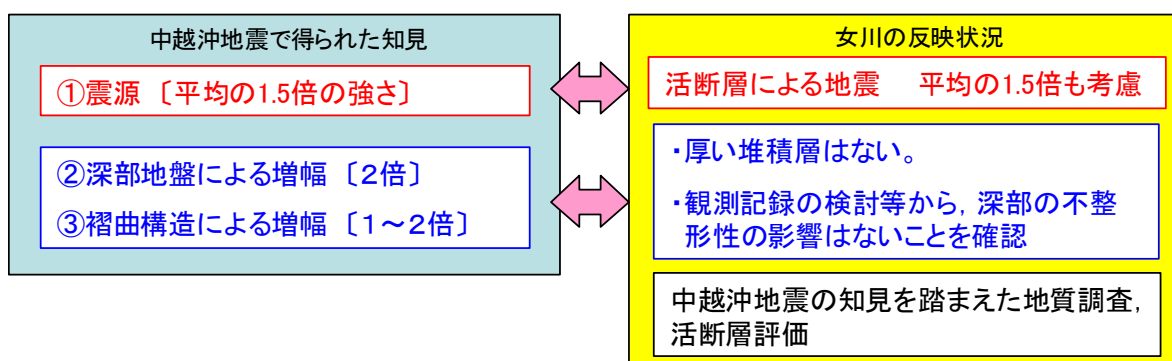 中越沖地震で得られた知見
①震源〔平均の1.5倍の強さ〕
②深部地盤による増幅〔２倍〕
③褶曲構造による増幅〔１～２倍〕
女川の反映状況
活断層による地震　平均の1.5倍も考慮
・厚い堆積層はない。
・観測記録の検討等から，深部の不整
形性の影響はないことを確認
中越沖地震の知見を踏まえた地質調査，
活断層評価